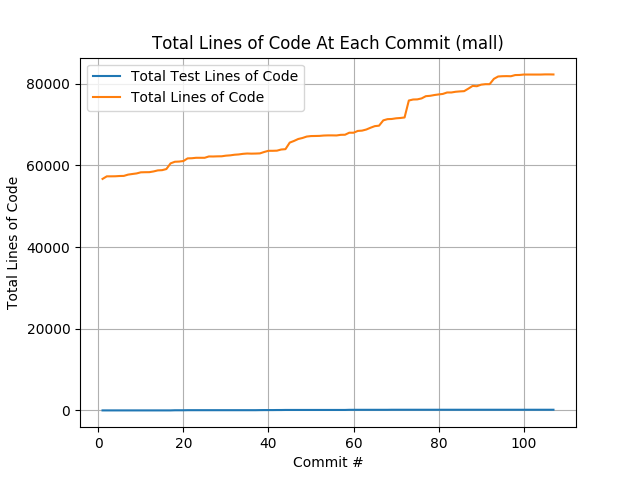 Total Lines of Code At Each Commit (mall)
Total Test Lines of Code
Total Lines of Code
80000
60000
40000
20000
0
Total Lines of Code
0 20 40 60 80 100
Commit #